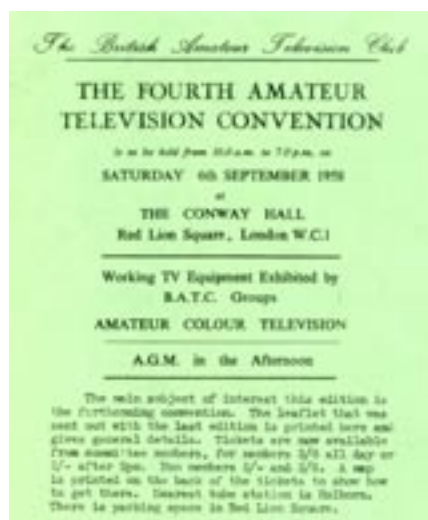 The British Amateur Television Club
THE FOURTH AMATEUR
TELEVISION CONVENTION
is to be held from 10.0 a.m. to 7.0 p.m. on
SATURDAY 6th SEPTEMBER 1958
at
THE CONWAY HALL
Red Lion Square, London W.C.1
Working TV Equipment Exhibited by
B.A.T.C. Groups
AMATEUR COLOUR TELEVISION
A.G.M. in the Afternoon
The main subject of interest this edition is
the forthcoming convention. The leaflet that was
sent out with the last edition is printed here and
gives general details. Tickets are now available
from committee members, for members all day or
after 2pm. Non members and A map
is printed on the back of the tickets to show how
to get there. Nearest tube station is Holborn.
There is parking space in Red Lion Square.